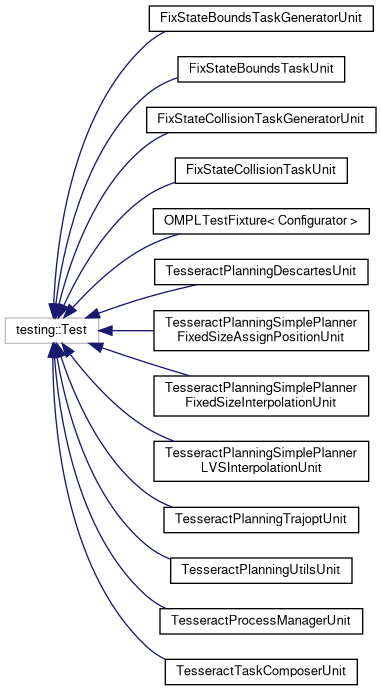 FixStateBoundsTaskGeneratorUnit
FixStateBoundsTaskUnit
FixStateCollisionTaskGeneratorUnit
FixStateCollisionTaskUnit
OMPLTestFixture< Configurator >
TesseractPlanningDescartesUnit
testing::Test
TesseractPlanningSimplePlanner
FixedSizeAssignPositionUnit
TesseractPlanningSimplePlanner
FixedSizeInterpolationUnit
TesseractPlanningSimplePlanner
LVSInterpolationUnit
TesseractPlanningTrajoptUnit
TesseractPlanningUtilsUnit
TesseractProcessManagerUnit
TesseractTaskComposerUnit